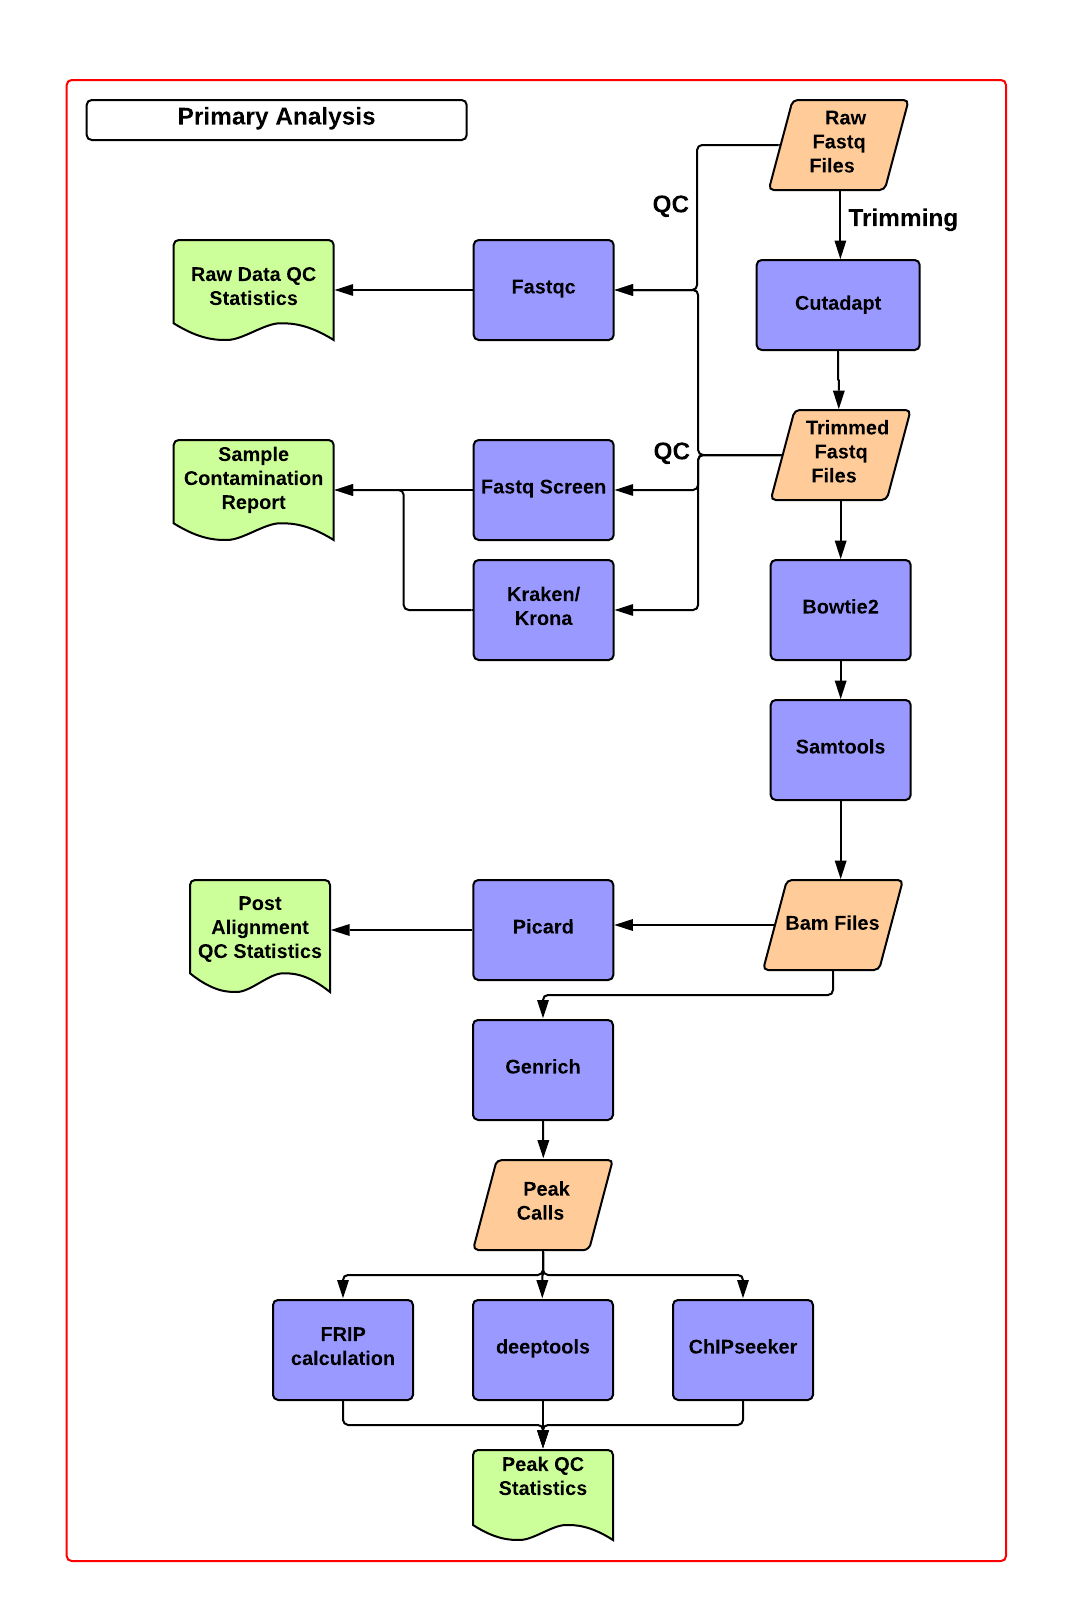 Primary Analysis
Raw
Fastq
Files
QC
Trimming
Raw Data QC
Statistics
Fastqc
Cutadapt
Sample
Contamination
Report
Fastq Screen
QC
Trimmed
Fastq
Files
Kraken/
Krona
Bowtie2
Samtools
Post
Alignment
QC Statistics
Picard
Bam Files
Genrich
Peak
Calls
FRIP
calculation
deeptools
ChIPseeker
Peak QC
Statistics